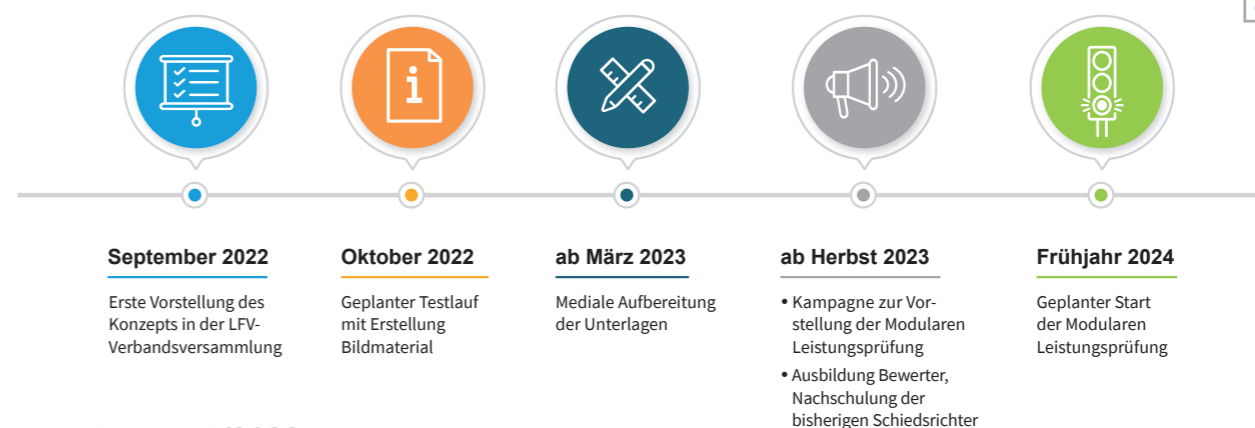 September 2022
Erste Vorstellung des
Konzepts in der LFV-
Verbandsversammlung
Oktober 2022
Geplanter Testlauf
mit Erstellung
Bildmaterial
ab März 2023
Mediale Aufbereitung
der Unterlagen
ab Herbst 2023
• Kampagne zur Vor-
stellung der Modularen
Leistungsprüfung
• Ausbildung Bewerter,
Nachschulung der
bisherigen Schiedsrichter
Frühjahr 2024
Geplanter Start
der Modularen
Leistungsprüfung